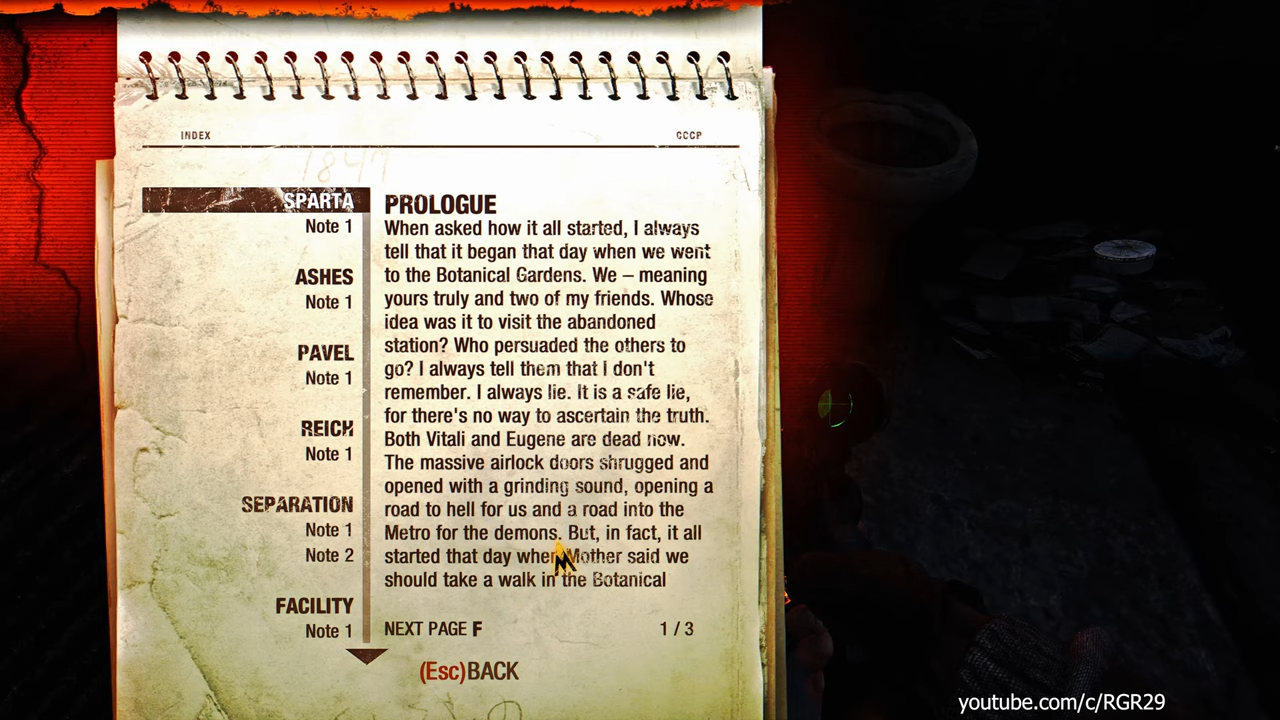 INDEX
CCCP
1847
SPARTA
Note 1
ASHES
Note 1
PAVEL
Note 1
REICH
Note 1
SEPARATION
Note 1
Note 2
FACILITY
Note 1
PROLOGUE
When asked how it all started, I always
tell that it began that day when we went
to the Botanical Gardens. We – meaning
yours truly and two of my friends. Whose
idea was it to visit the abandoned
station? Who persuaded the others to
go? I always tell them that I don't
remember. I always lie. It is a safe lie,
for there's no way to ascertain the truth.
Both Vitali and Eugene are dead now.
The massive airlock doors shrugged and
opened with a grinding sound, opening a
road to hell for us and a road into the
Metro for the demons. But, in fact, it all
started that day when Mother said we
should take a walk in the Botanical
NEXT PAGE F
1 / 3
(Esc)BACK
youtube.com/c/RGR29